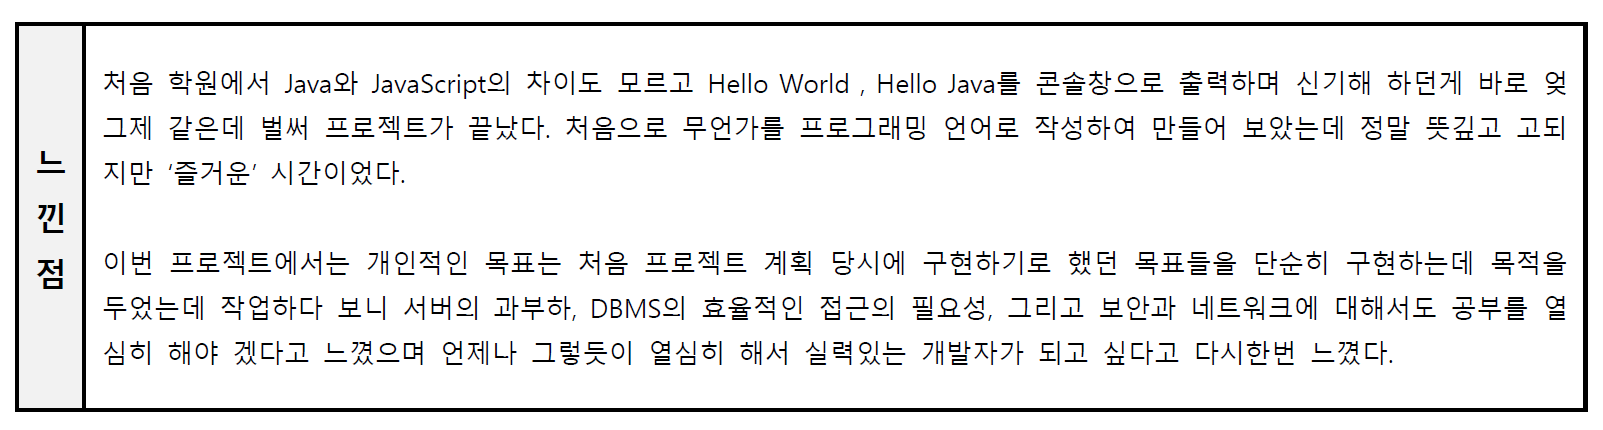 느
낀
점
처음 학원에서 Java와 JavaScript의 차이도 모르고 Hello World , Hello Java를 콘솔창으로 출력하며 신기해 하던게 바로 엊
그제 같은데 벌써 프로젝트가 끝났다. 처음으로 무언가를 프로그래밍 언어로 작성하여 만들어 보았는데 정말 뜻깊고 고되
지만 ‘즐거운’ 시간이었다.
이번 프로젝트에서는 개인적인 목표는 처음 프로젝트 계획 당시에 구현하기로 했던 목표들을 단순히 구현하는데 목적을
두었는데 작업하다 보니 서버의 과부하, DBMS의 효율적인 접근의 필요성, 그리고 보안과 네트워크에 대해서도 공부를 열
심히 해야 겠다고 느꼈으며 언제나 그렇듯이 열심히 해서 실력있는 개발자가 되고 싶다고 다시한번 느꼈다.